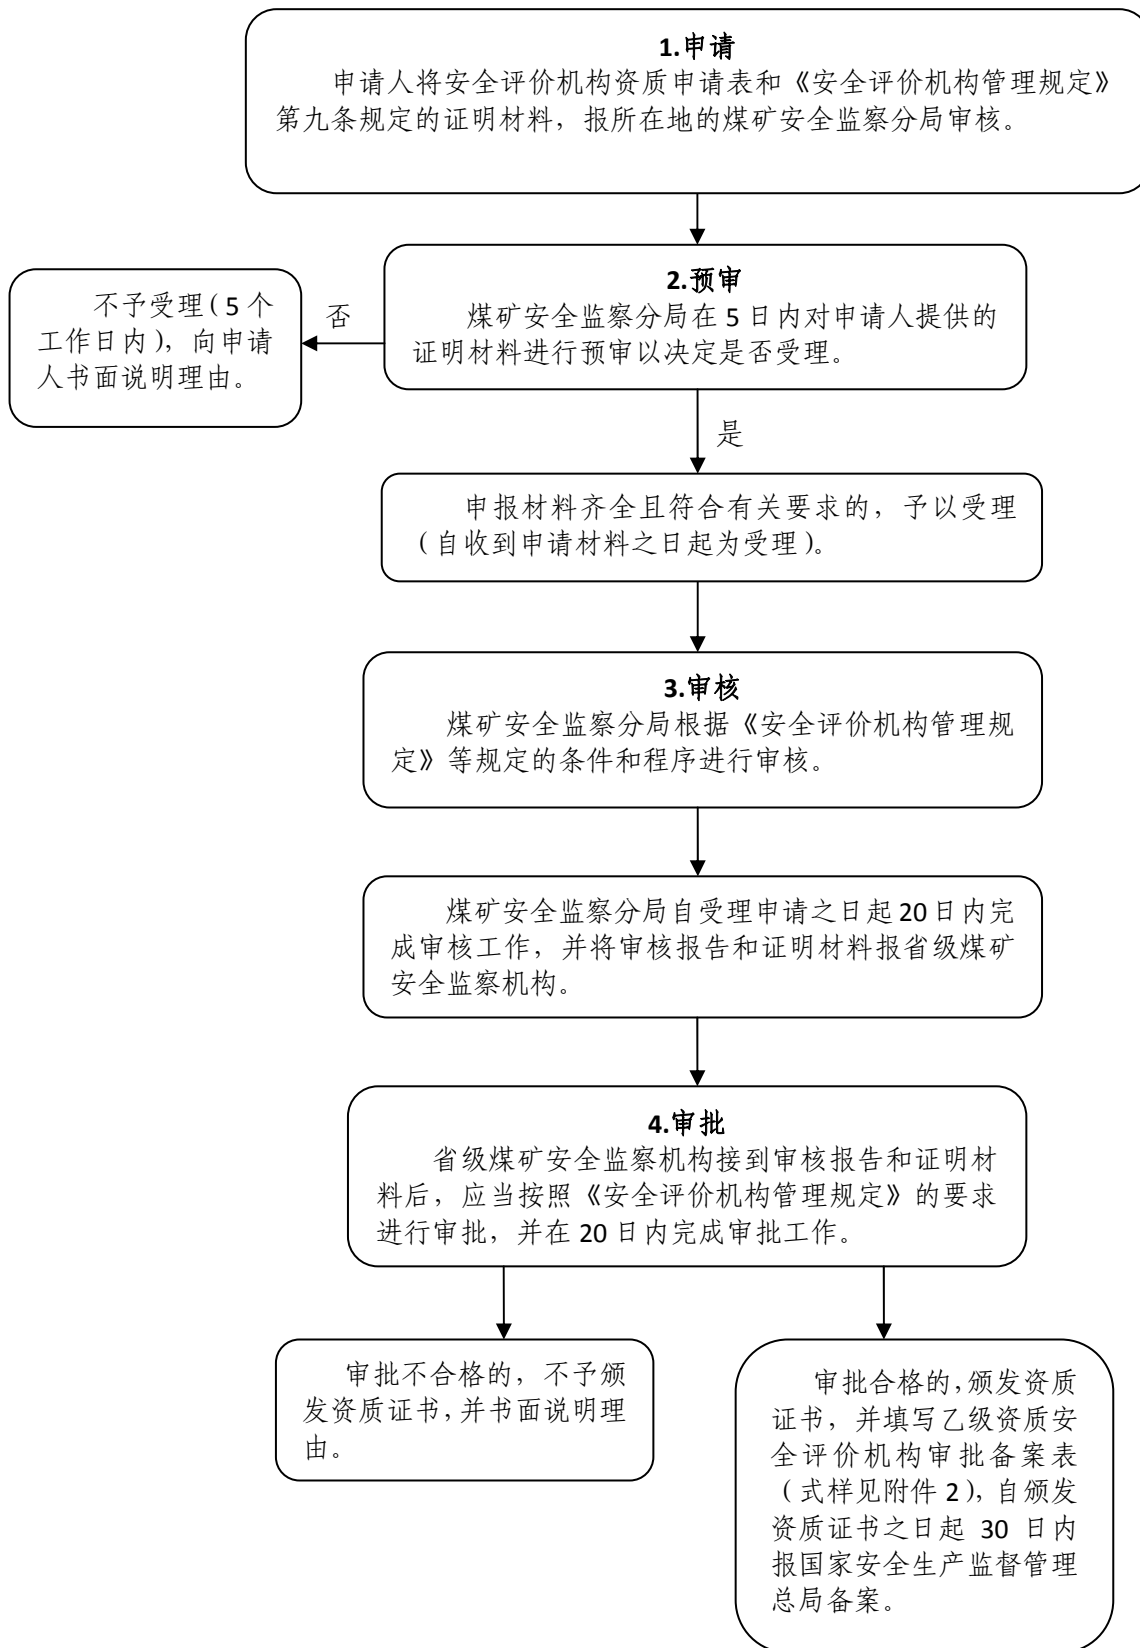 1.申请
申请人将安全评价机构资质申请表和《安全评价机构管理规定》
第九条规定的证明材料，报所在地的煤矿安全监察分局审核。
2.预审
煤矿安全监察分局在 5 日内对申请人提供的
证明材料进行预审以决定是否受理。
否
不予受理（5 个
工作日内），向申请
人书面说明理由。
是
申报材料齐全且符合有关要求的，予以受理
（自收到申请材料之日起为受理）。
3.审核
煤矿安全监察分局根据《安全评价机构管理规
定》等规定的条件和程序进行审核。
煤矿安全监察分局自受理申请之日起 20 日内完
成审核工作，并将审核报告和证明材料报省级煤矿
安全监察机构。
4.审批
省级煤矿安全监察机构接到审核报告和证明材
料后，应当按照《安全评价机构管理规定》的要求
进行审批，并在 20 日内完成审批工作。
审批不合格的，不予颁
发资质证书，并书面说明理
由。
审批合格的，颁发资质
证书，并填写乙级资质安
全评价机构审批备案表
（式样见附件 2），自颁发
资质证书之日起 30 日内
报国家安全生产监督管理
总局备案。